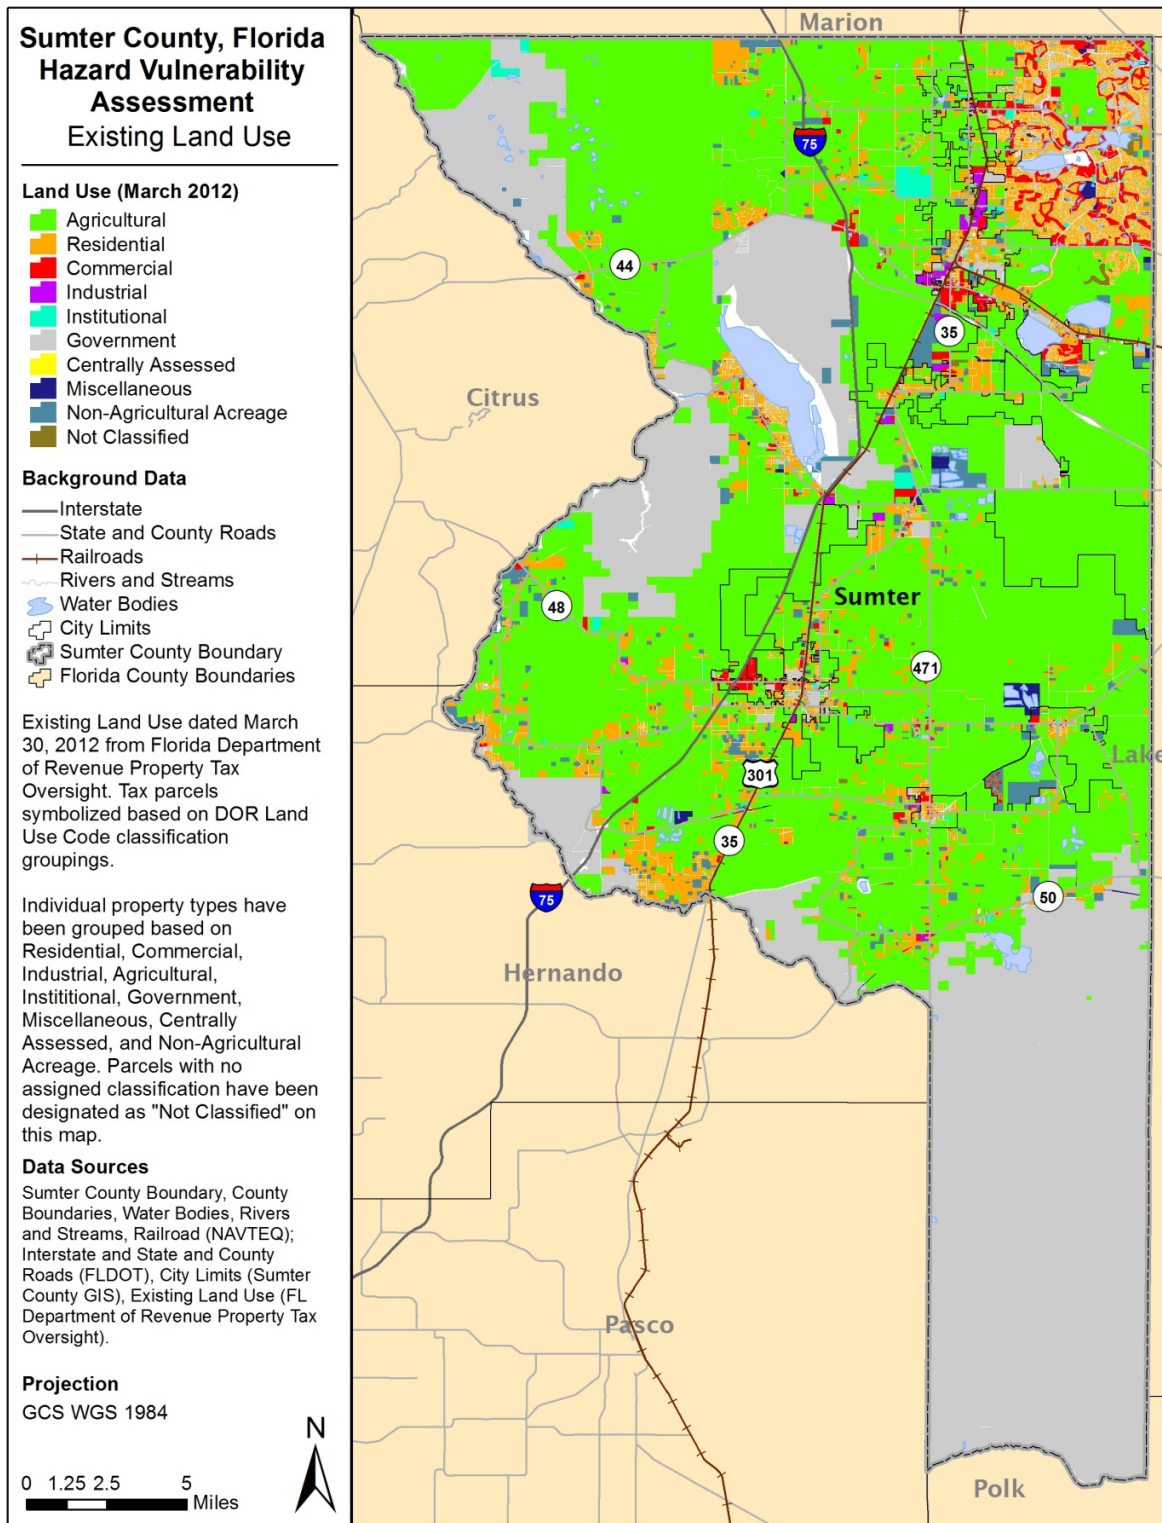 Sumter County, Florida
Hazard Vulnerability
Assessment
Existing Land Use
Land Use (March 2012)
Agricultural
Residential
Commercial
Industrial
Institutional
Government
Centrally Assessed
Miscellaneous
Non-Agricultural Acreage
Not Classified
Background Data
Interstate
State and County Roads
Railroads
Rivers and Streams
Water Bodies
City Limits
Sumter County Boundary
Florida County Boundaries
Existing Land Use dated March
30, 2012 from Florida Department
of Revenue Property Tax
Oversight. Tax parcels
symbolized based on DOR Land
Use Code classification
groupings.
Individual property types have
been grouped based on
Residential, Commercial,
Industrial, Agricultural,
Instititional, Government,
Miscellaneous, Centrally
Assessed, and Non-Agricultural
Acreage. Parcels with no
assigned classification have been
designated as "Not Classified" on
this map.
Data Sources
Sumter County Boundary, County
Boundaries, Water Bodies, Rivers
and Streams, Railroad (NAVTEQ);
Interstate and State and County
Roads (FLDOT), City Limits (Sumter
County GIS), Existing Land Use (FL
Department of Revenue Property Tax
Oversight).
Projection
GCS WGS 1984
N
0 1.25 2.5 5
Miles
Marion
75
44
35
Citrus
48
Sumter
471
Lake
301
35
75
50
Hernando
Pasco
Polk